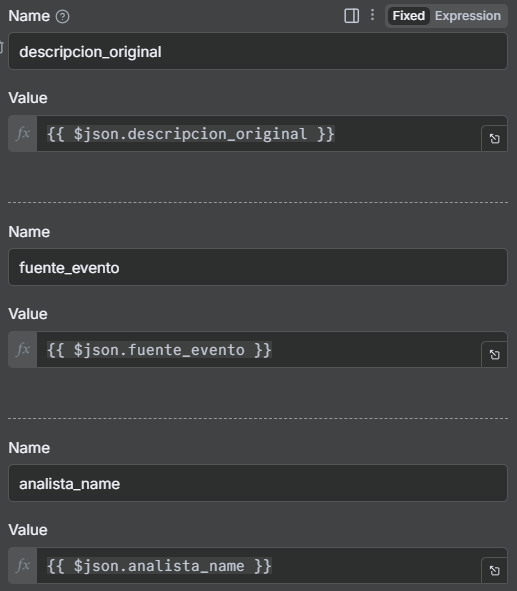 Name
Fixed Expression
descripcion_original
Value
fx {{ $json.descripcion_original }}
Name
fuente_evento
Value
fx {{ $json.fuente_evento }}
Name
analista_name
Value
fx {{ $json.analista_name }}